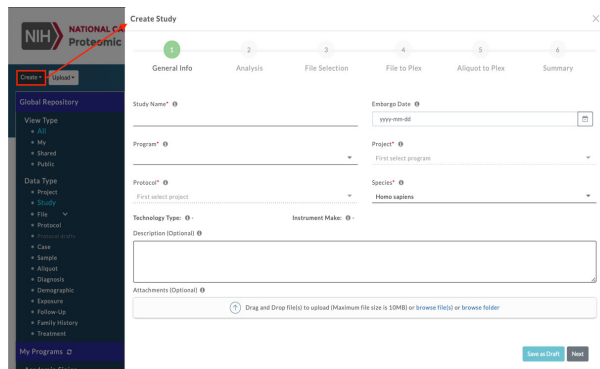 NIH
NATIONAL CA
Proteomic
Create
Upload
Global Repository
View Type
All
My
Shared
Public
Data Type
Project
Study
File
Protocol
Protocol drafts
Case
Sample
Aliquot
Diagnosis
Demographic
Exposure
Follow-Up
Family History
Treatment
My Programs
Create Study
1
2
3
4
5
6
General Info
Analysis
File Selection
File to Plex
Aliquot to Plex
Summary
Study Name*
Embargo Date
yyyy-mm-dd
Program*
Project*
First select program
Protocol*
Species*
First select project
Homo sapiens
Technology Type: -
Instrument Make: -
Description (Optional)
Attachments (Optional)
Drag and Drop file(s) to upload (Maximum file size is 10MB) or browse file(s) or browse folder
Save as Draft
Next